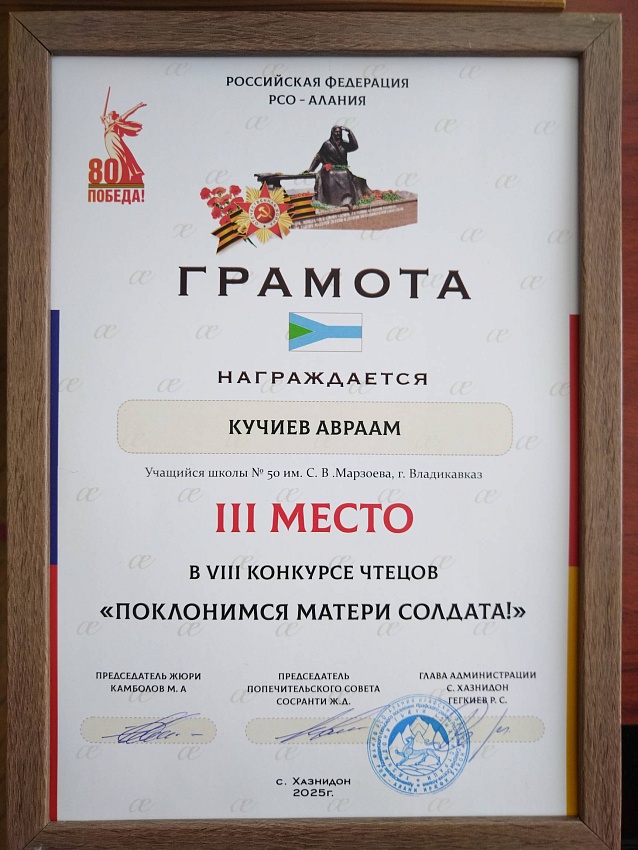 РОССИЙСКАЯ ФЕДЕРАЦИЯ
РСО - АЛАНИЯ
80
ПОБЕДА!
ГРАМОТА
НАГРАЖДАЕТСЯ
КУЧИЕВ АВРААМ
Учащийся школы № 50 им. С. В .Марзоева, г. Владикавказ
III МЕСТО
В VIII КОНКУРСЕ ЧТЕЦОВ
«ПОКЛОНИМСЯ МАТЕРИ СОЛДАТА!»
ПРЕДСЕДАТЕЛЬ ЖЮРИ
КАМБОЛОВ М. А
ПРЕДСЕДАТЕЛЬ
ПОПЕЧИТЕЛЬСКОГО СОВЕТА
СОСРАНТИ Ж.Д.
ГЛАВА АДМИНИСТРАЦИИ
С. ХАЗНИДОН
ГЕГКИЕВ Р. С.
с. Хазнидон
2025г.